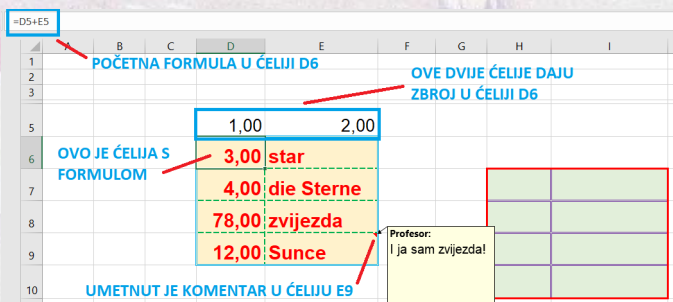 =D5+E5
A B C D E F G H I
POČETNA FORMULA U ĆELIJI D6
OVE DVIJE ĆELIJE DAJU
ZBROJ U ĆELIJI D6
1
2
3
5 1,00 2,00
OVO JE ĆELIJA S
FORMULOM
6 3,00 star
7 4,00 die Sterne
8 78,00 zvijezda
Profesor:
I ja sam zvijezda!
9 12,00 Sunce
10
UMETNUT JE KOMENTAR U ĆELIJU E9